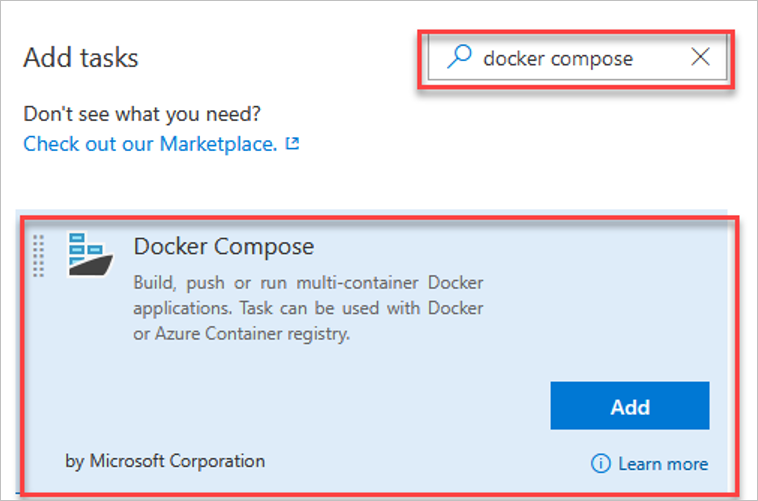 Add tasks
docker compose
Don't see what you need?
Check out our Marketplace.
Docker Compose
Build, push or run multi-container Docker
applications. Task can be used with Docker
or Azure Container registry.
Add
by Microsoft Corporation
Learn more